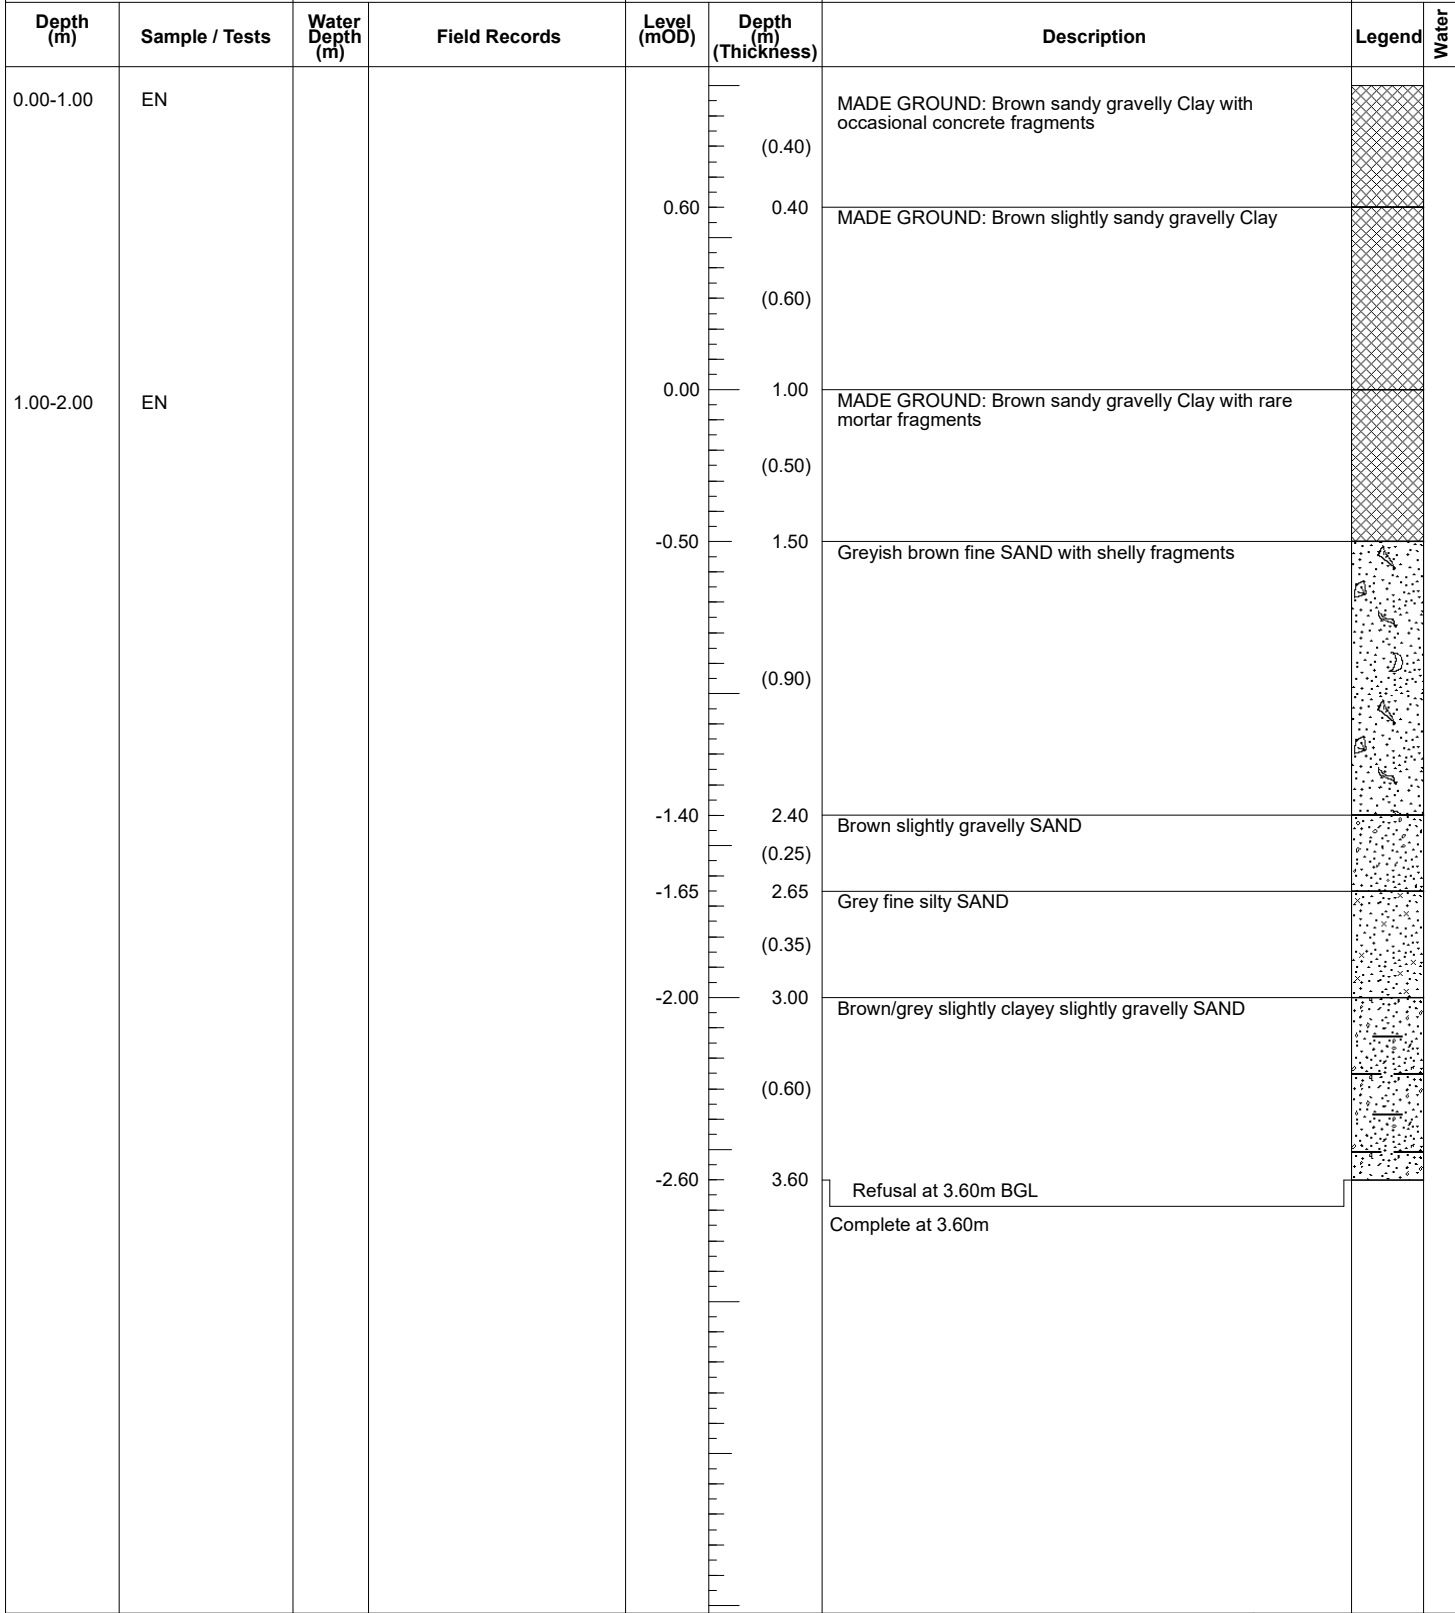 Depth
(m)
Sample / Tests
Water
Depth
(m)
Field Records
Level
(mOD)
Depth
(m)
(Thickness)
Description
Legend
Water
0.00-1.00 EN
MADE GROUND: Brown sandy gravelly Clay with
occasional concrete fragments
(0.40)
0.60 0.40
MADE GROUND: Brown slightly sandy gravelly Clay
(0.60)
0.00 1.00
1.00-2.00 EN
MADE GROUND: Brown sandy gravelly Clay with rare
mortar fragments
(0.50)
-0.50 1.50
Greyish brown fine SAND with shelly fragments
(0.90)
-1.40 2.40
Brown slightly gravelly SAND
(0.25)
-1.65 2.65
Grey fine silty SAND
(0.35)
-2.00 3.00
Brown/grey slightly clayey slightly gravelly SAND
(0.60)
-2.60 3.60
Refusal at 3.60m BGL
Complete at 3.60m